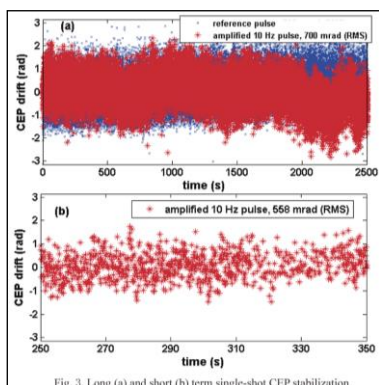 (a)
reference pulse
amplified 10 Hz pulse, 700 mrad (RMS)
CEP drift (rad)
3
2
1
0
-1
-2
-3
0 500 1000 1500 2000 2500
time (s)
(b)
amplified 10 Hz pulse, 558 mrad (RMS)
CEP drift (rad)
3
2
1
0
-1
-2
-3
250 270 290 310 330 350
time (s)
Fig. 3. Long (a) and short (b) term single-shot CEP stabilization